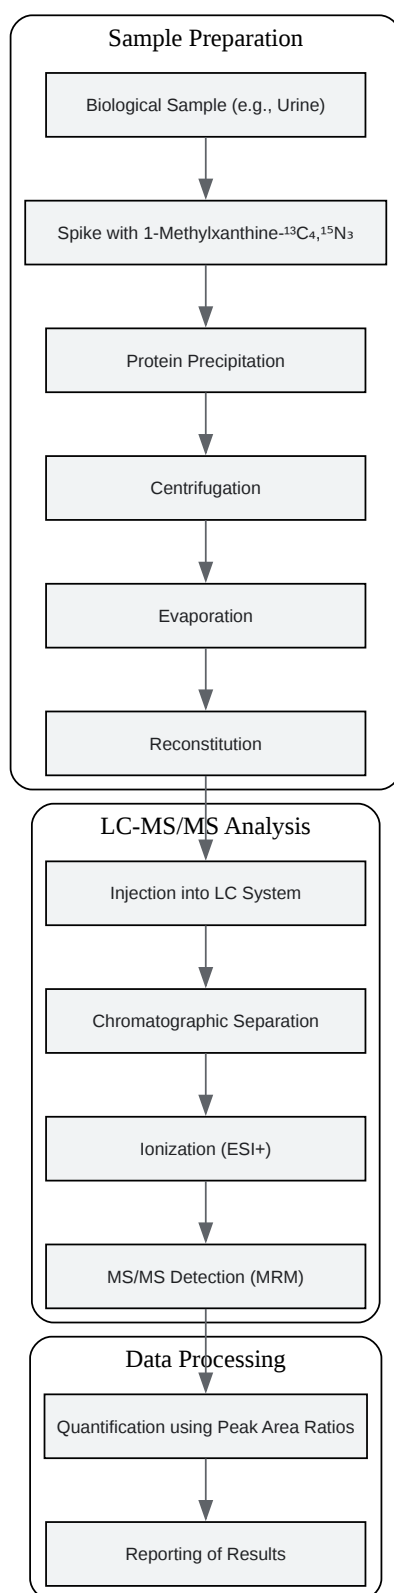 Sample Preparation
Biological Sample (e.g., Urine)
Spike with 1-Methylxanthine-¹³C₄,¹⁵N₃
Protein Precipitation
Centrifugation
Evaporation
Reconstitution
LC-MS/MS Analysis
Injection into LC System
Chromatographic Separation
Ionization (ESI+)
MS/MS Detection (MRM)
Data Processing
Quantification using Peak Area Ratios
Reporting of Results